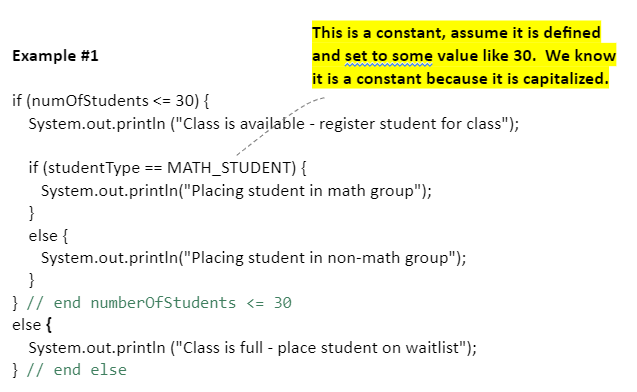 This is a constant, assume it is defined
and set to some value like 30.  We know
it is a constant because it is capitalized.
Example #1
if (numOfStudents <= 30) {
System.out.println ("Class is available - register student for class");
if (studentType == MATH_STUDENT) {
System.out.println("Placing student in math group");
}
else {
System.out.println("Placing student in non-math group");
}
} // end numberOfStudents <= 30
else {
System.out.println ("Class is full - place student on waitlist");
} // end else